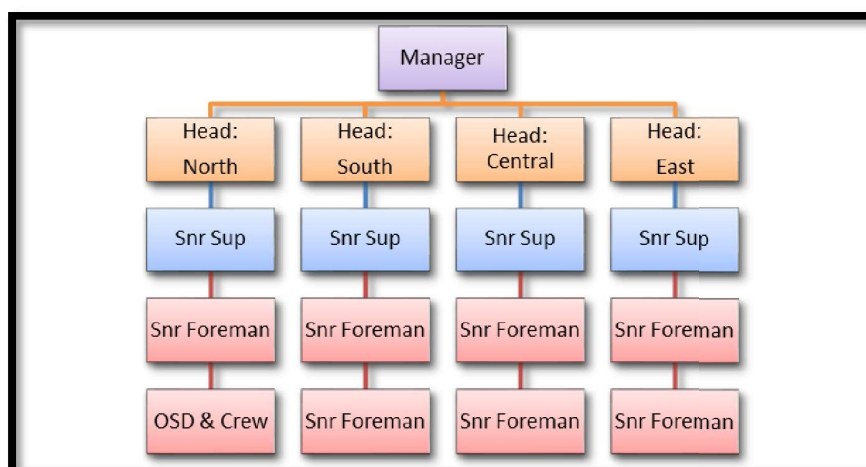 Manager
Head:
North
Head:
South
Head:
Central
Head:
East
Snr Sup
Snr Sup
Snr Sup
Snr Sup
Snr Foreman
Snr Foreman
Snr Foreman
Snr Foreman
OSD & Crew
Snr Foreman
Snr Foreman
Snr Foreman